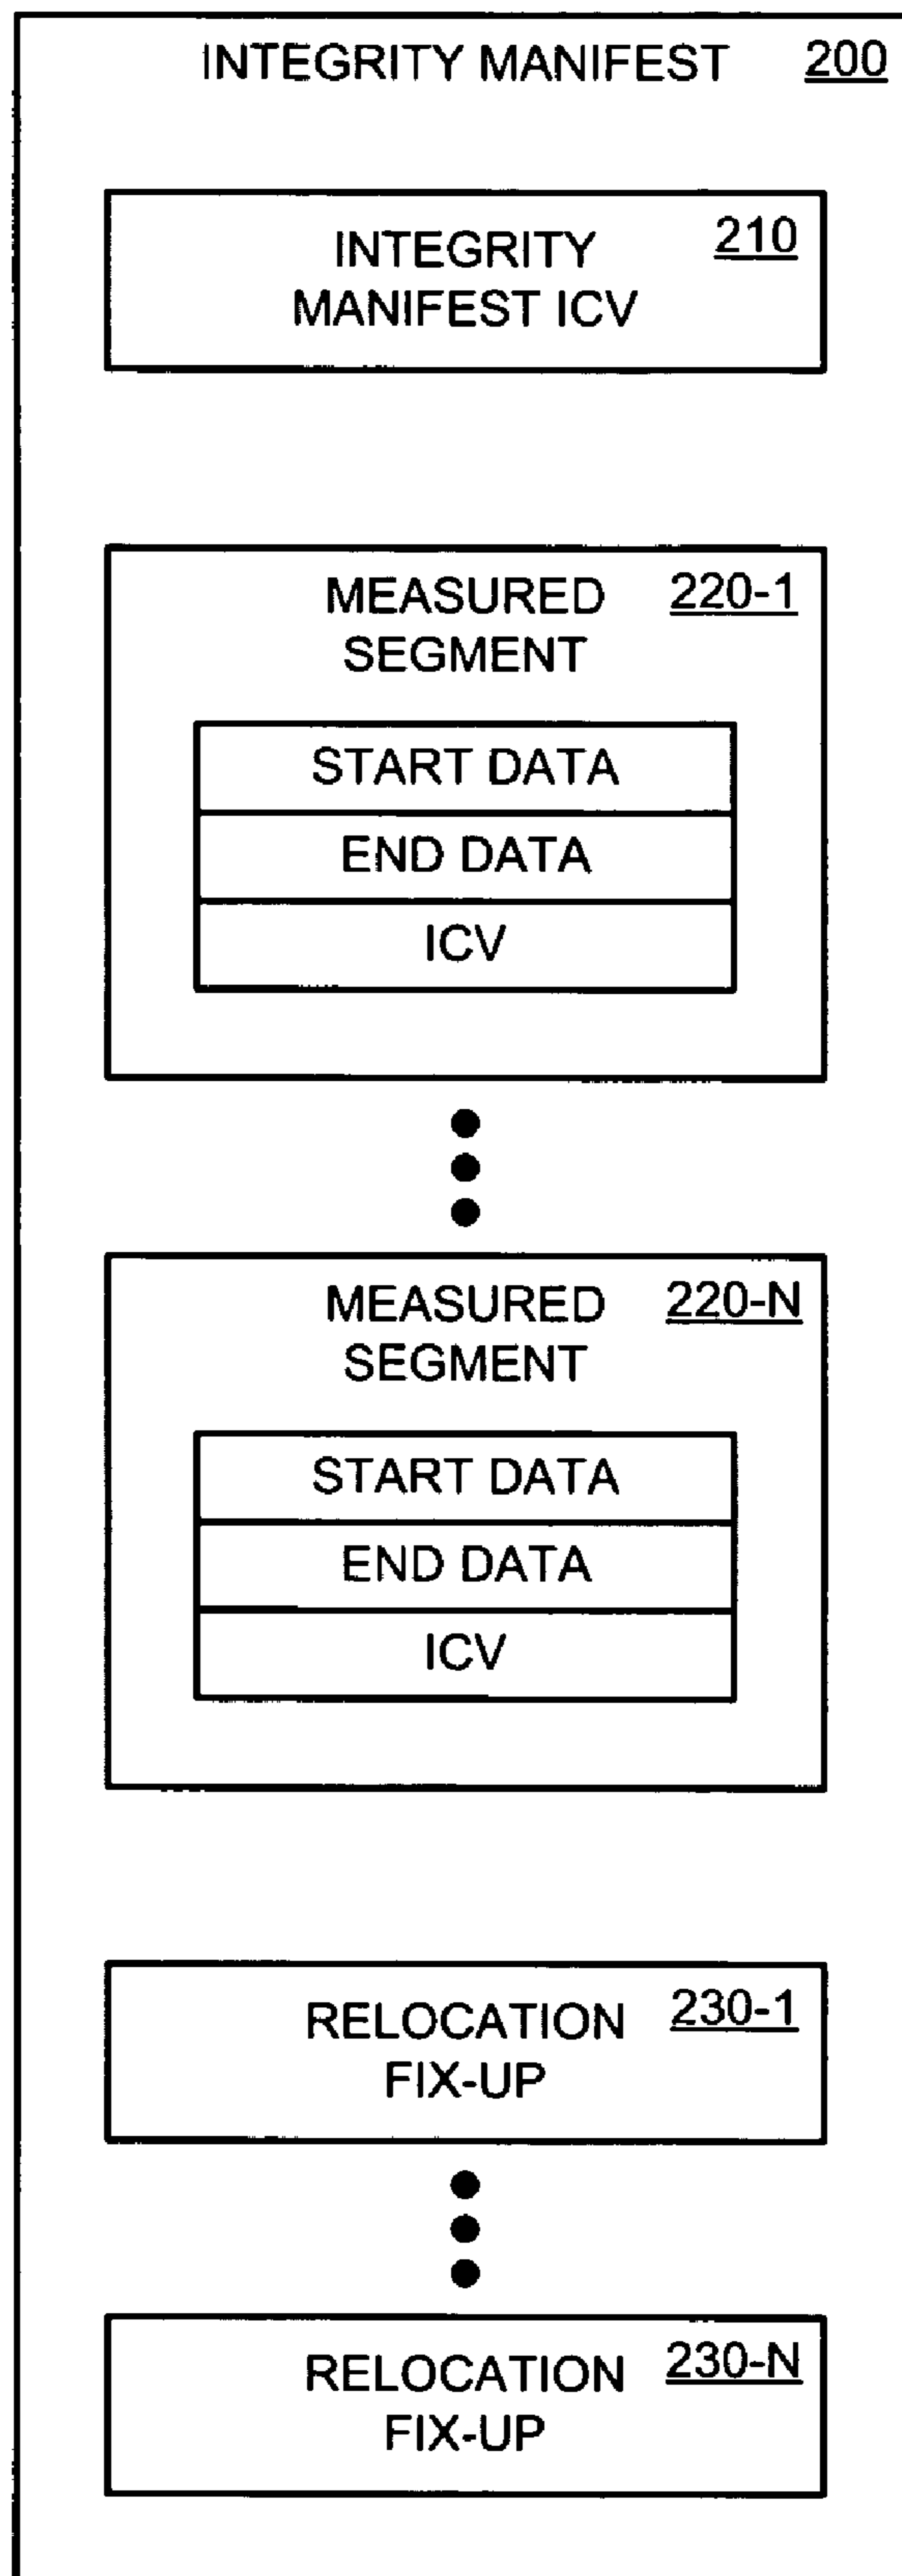 INTEGRITY MANIFEST 200
INTEGRITY 210
MANIFEST ICV
MEASURED 220-1
SEGMENT
START DATA
END DATA
ICV
MEASURED 220-N
SEGMENT
START DATA
END DATA
ICV
RELOCATION 230-1
FIX-UP
RELOCATION 230-N
FIX-UP